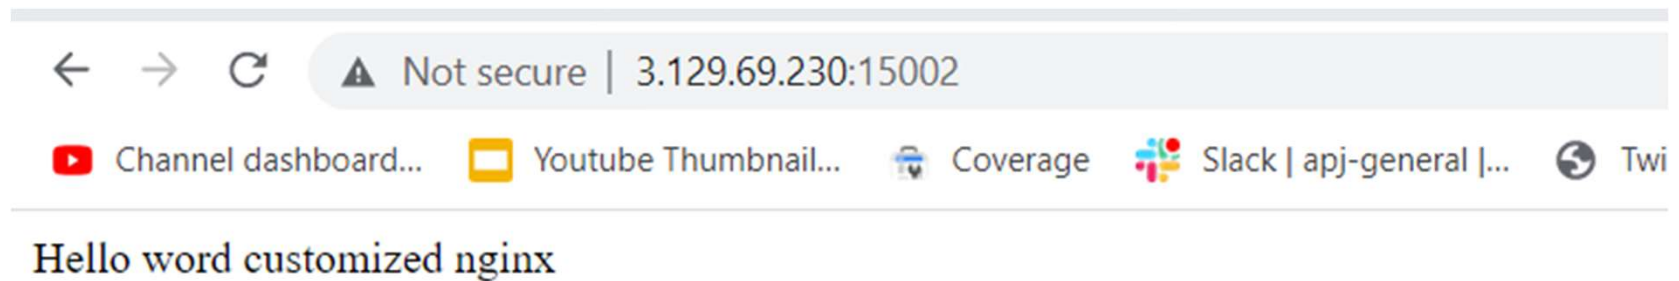 Not secure | 3.129.69.230:15002
Channel dashboard... Youtube Thumbnail... Coverage Slack | apj-general |... Twi
Hello word customized nginx